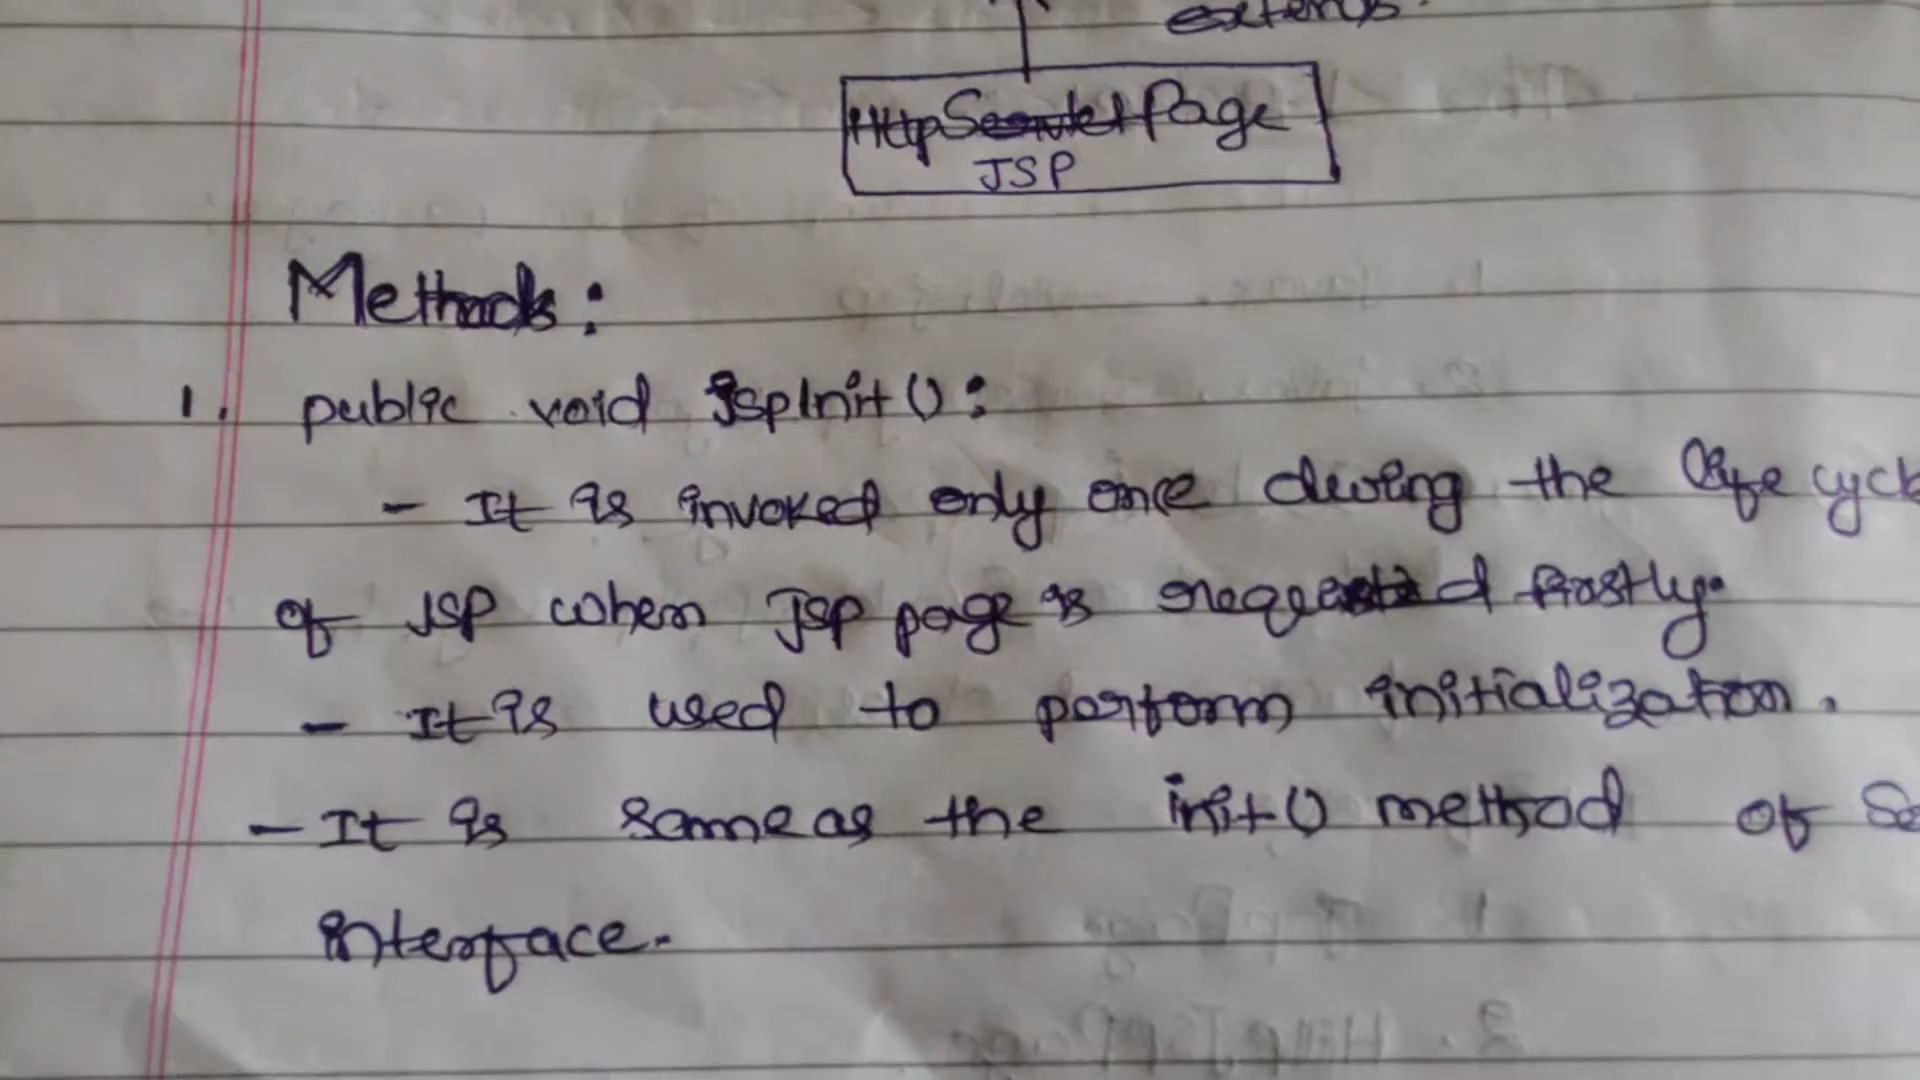 extends.
HttpServletPage
JSP
Methods:
1. public void JspInit():
- It is invoked only once during the life cycle
of JSP when JSP page is requested firstly.
- It is used to perform initialization.
- It is same as the init() method of Se
interface.